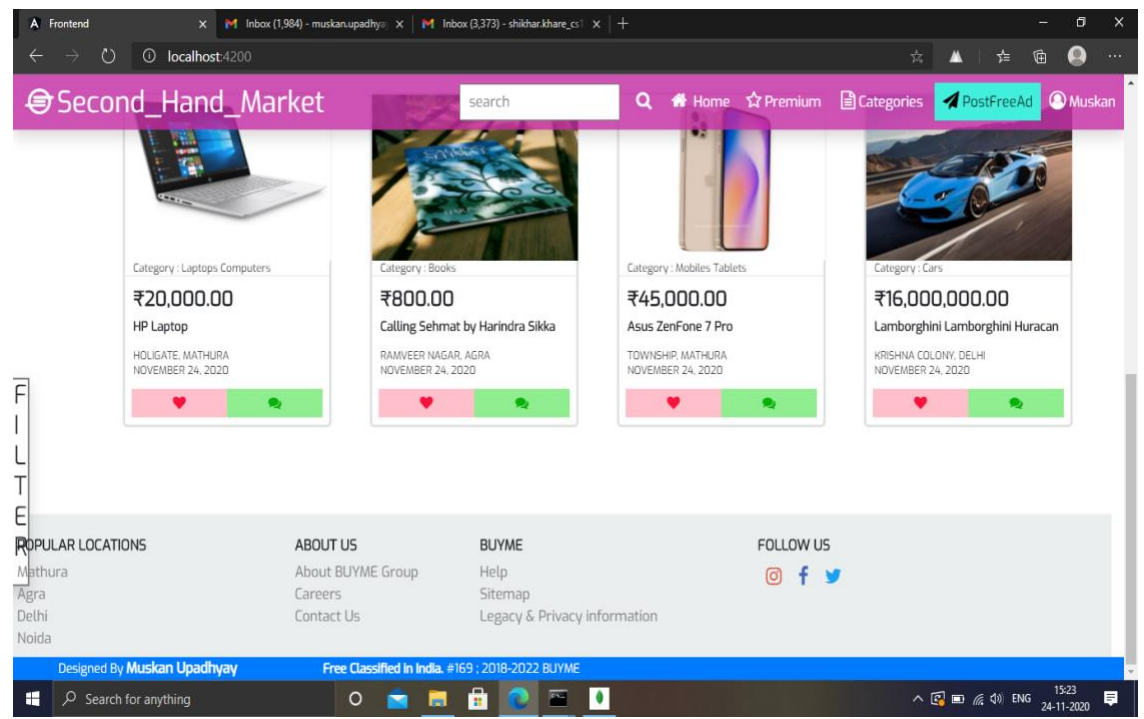 Frontend
Inbox (1,984) - muskan.upadhya
Inbox (3,373) - shikhar.khare_cs1
localhost:4200
Second_Hand_Market
search
Home
Premium
Categories
PostFreeAd
Muskan
Category : Laptops Computers
₹20,000.00
HP Laptop
HOLIGATE, MATHURA
NOVEMBER 24, 2020
Category : Books
₹800.00
Calling Sehmat by Harindra Sikka
RAMVEER NAGAR, AGRA
NOVEMBER 24, 2020
Category : Mobiles Tablets
₹45,000.00
Asus ZenFone 7 Pro
TOWNSHIP, MATHURA
NOVEMBER 24, 2020
Category : Cars
₹16,000,000.00
Lamborghini Lamborghini Huracan
KRISHNA COLONY, DELHI
NOVEMBER 24, 2020
F
I
L
T
E
R
POPULAR LOCATIONS
Mathura
Agra
Delhi
Noida
ABOUT US
About BUYME Group
Careers
Contact Us
BUYME
Help
Sitemap
Legacy & Privacy information
FOLLOW US
Designed By Muskan Upadhyay
Free Classified in India. #169 ; 2018-2022 BUYME
Search for anything
ENG
15:23
24-11-2020